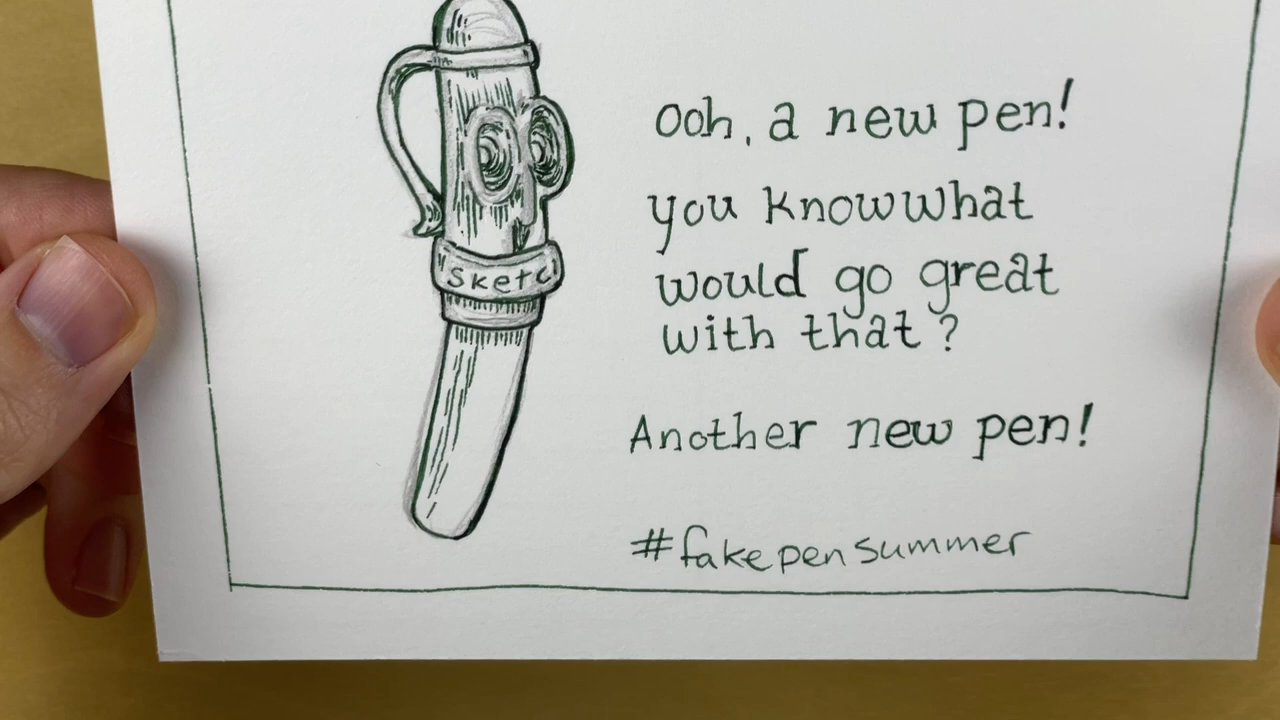 Sketc
Ooh, a new pen!
you know what
would go great
with that?
Another new pen!
#fakepensummer